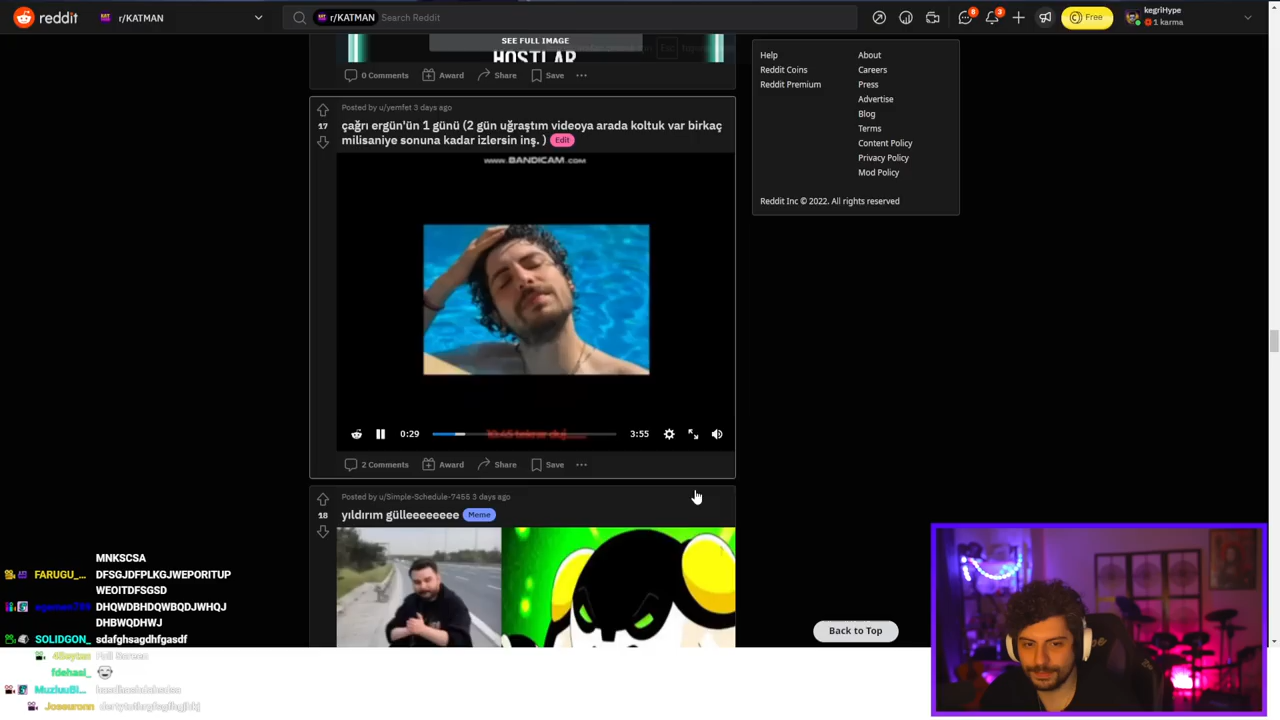 reddit
r/KATMAN
r/KATMAN Search Reddit
6
3
Free
kegriHype
1 karma
SEE FULL IMAGE
HOSTLAR
0 Comments Award Share Save
Help
Reddit Coins
Reddit Premium
About
Careers
Press
Advertise
Blog
Terms
Content Policy
Privacy Policy
Mod Policy
Reddit Inc © 2022. All rights reserved
Posted by u/yemfet 3 days ago
17
çağrı ergün'ün 1 günü (2 gün uğraştım videoya arada koltuk var birkaç
milisaniye sonuna kadar izlersin inş. ) Edit
www.BANDICAM.com
0:29
3:55
2 Comments Award Share Save
Posted by u/Simple-Schedule-7455 3 days ago
18
yıldırım gülleeeeeeee Meme
Back to Top
MNKSCSA
FARUGU_... DFSGJDFPLKGJWEPORITUP
WEOITDFSGSD
DHQWDBHDQWBQDJWHQJ
DHBWQDHWJ
SOLIDGON_ sdafghsagdhfgasdf
fdehasi_